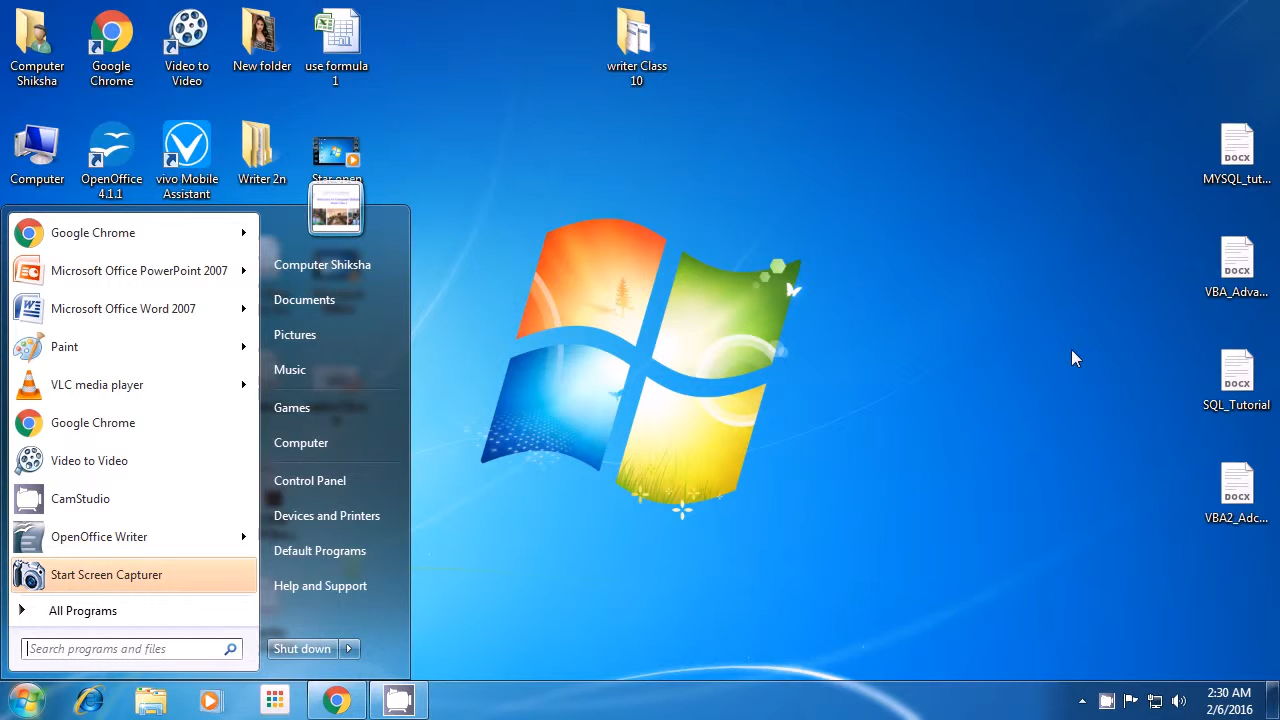 Computer
Shiksha
Google
Chrome
Video to
Video
New folder
use formula
1
writer Class
10
Computer
OpenOffice
4.1.1
vivo Mobile
Assistant
Writer 2n
Star open
MYSQL_tut...
VBA_Adva...
SQL_Tutorial
VBA2_Adc...
DOCX
DOCX
DOCX
DOCX
Google Chrome
Microsoft Office PowerPoint 2007
Microsoft Office Word 2007
Paint
VLC media player
Google Chrome
Video to Video
CamStudio
OpenOffice Writer
Start Screen Capturer
All Programs
Search programs and files
Computer Shiksha
Documents
Pictures
Music
Games
Computer
Control Panel
Devices and Printers
Default Programs
Help and Support
Shut down
2:30 AM
2/6/2016